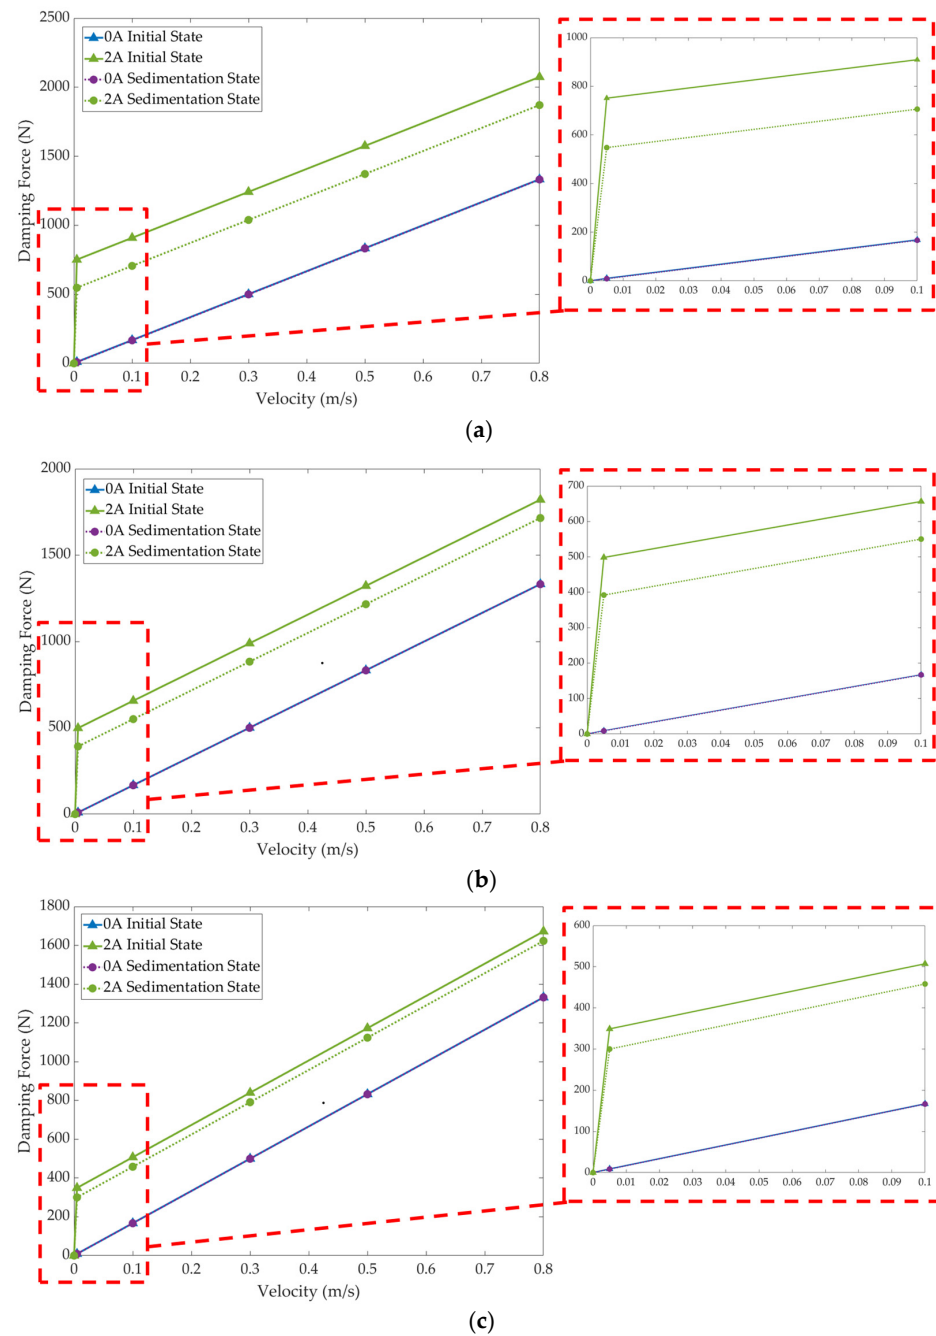 2500
2000
1500
1000
500
0
Damping Force (N)
0A Initial State
2A Initial State
0A Sedimentation State
2A Sedimentation State
0 0.1 0.2 0.3 0.4 0.5 0.6 0.7 0.8
Velocity (m/s)
1000
800
600
400
200
0
0 0.01 0.02 0.03 0.04 0.05 0.06 0.07 0.08 0.09 0.1
(a)
2000
1500
1000
500
0
Damping Force (N)
0A Initial State
2A Initial State
0A Sedimentation State
2A Sedimentation State
0 0.1 0.2 0.3 0.4 0.5 0.6 0.7 0.8
Velocity (m/s)
700
600
500
400
300
200
100
0
0 0.01 0.02 0.03 0.04 0.05 0.06 0.07 0.08 0.09 0.1
(b)
1800
1600
1400
1200
1000
800
600
400
200
0
Damping Force (N)
0A Initial State
2A Initial State
0A Sedimentation State
2A Sedimentation State
0 0.1 0.2 0.3 0.4 0.5 0.6 0.7 0.8
Velocity (m/s)
600
500
400
300
200
100
0
0 0.01 0.02 0.03 0.04 0.05 0.06 0.07 0.08 0.09 0.1
(c)